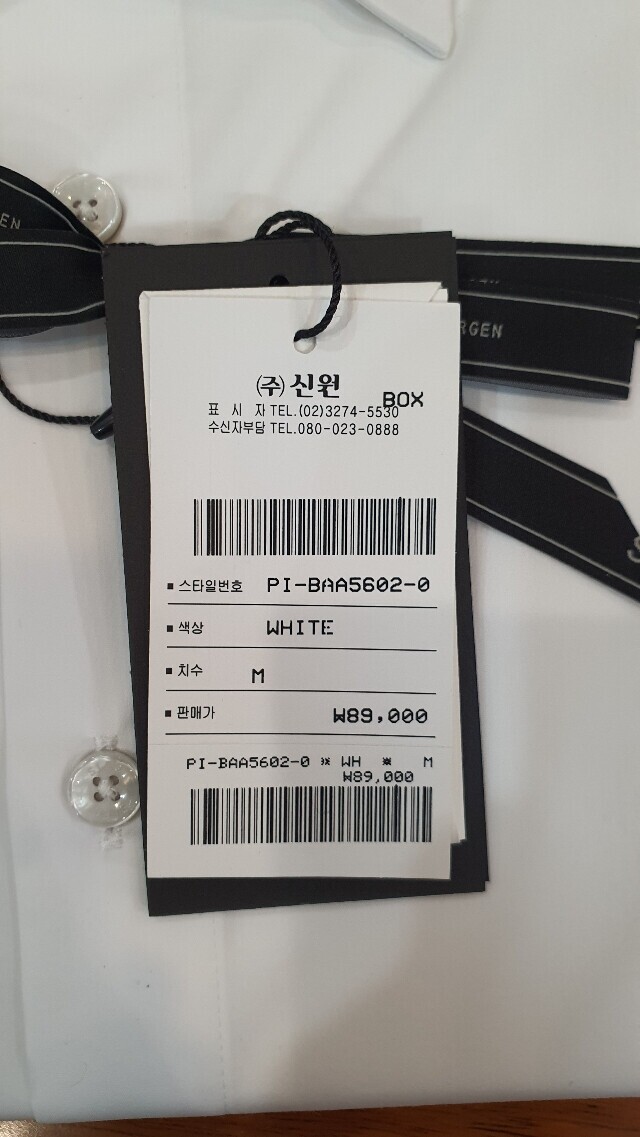 EN
RGEN
(주)신원
BOX
표 시 자 TEL.(02)3274-5530
수신자부담 TEL.080-023-0888
▪ 스타일번호 PI-BAA5602-0
▪ 색상 WHITE
▪ 치수 M
▪ 판매가 ₩89,000
PI-BAA5602-0 ※ WH ※ M
₩89,000